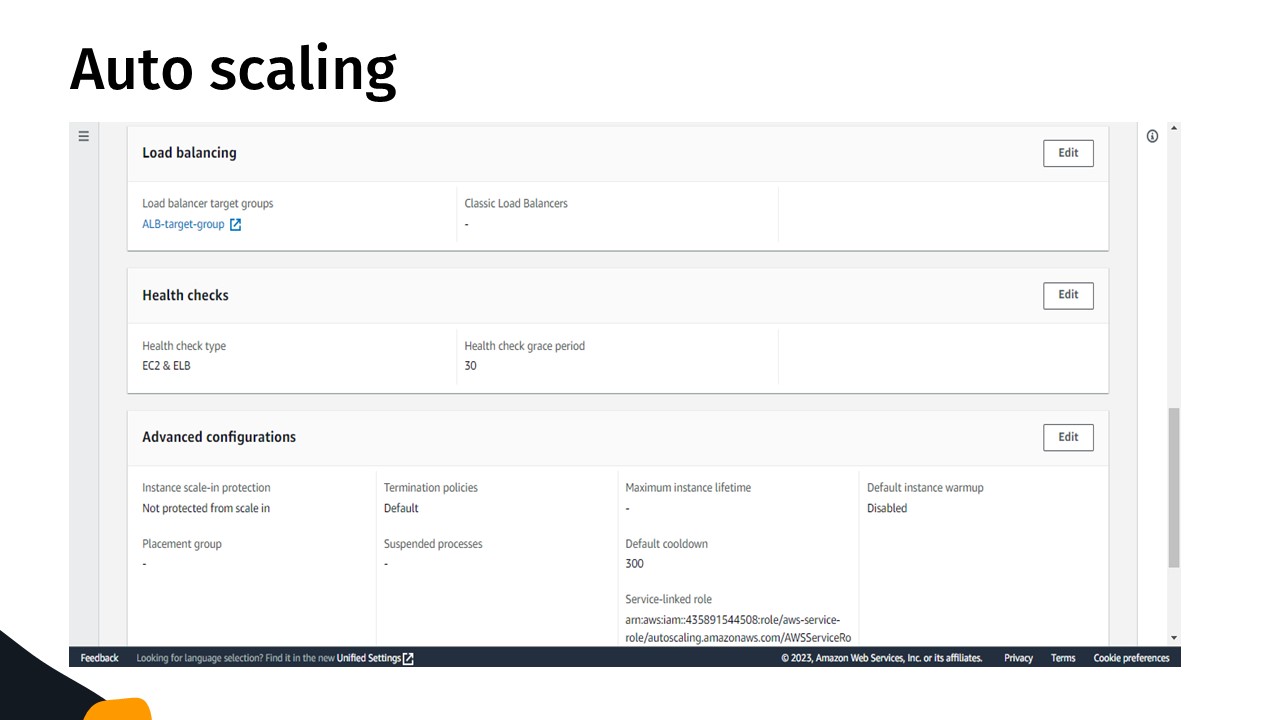 Auto scaling
Load balancing
Edit
Load balancer target groups
Classic Load Balancers
ALB-target-group
-
Health checks
Edit
Health check type
Health check grace period
EC2 & ELB
30
Advanced configurations
Edit
Instance scale-in protection
Termination policies
Maximum instance lifetime
Default instance warmup
Not protected from scale in
Default
-
Disabled
Placement group
Suspended processes
Default cooldown
-
-
300
Service-linked role
arn:aws:iam::435891544508:role/aws-service-
role/autoscaling.amazonaws.com/AWSServiceRo
Feedback
Looking for language selection? Find it in the new Unified Settings
© 2023, Amazon Web Services, Inc. or its affiliates.
Privacy
Terms
Cookie preferences